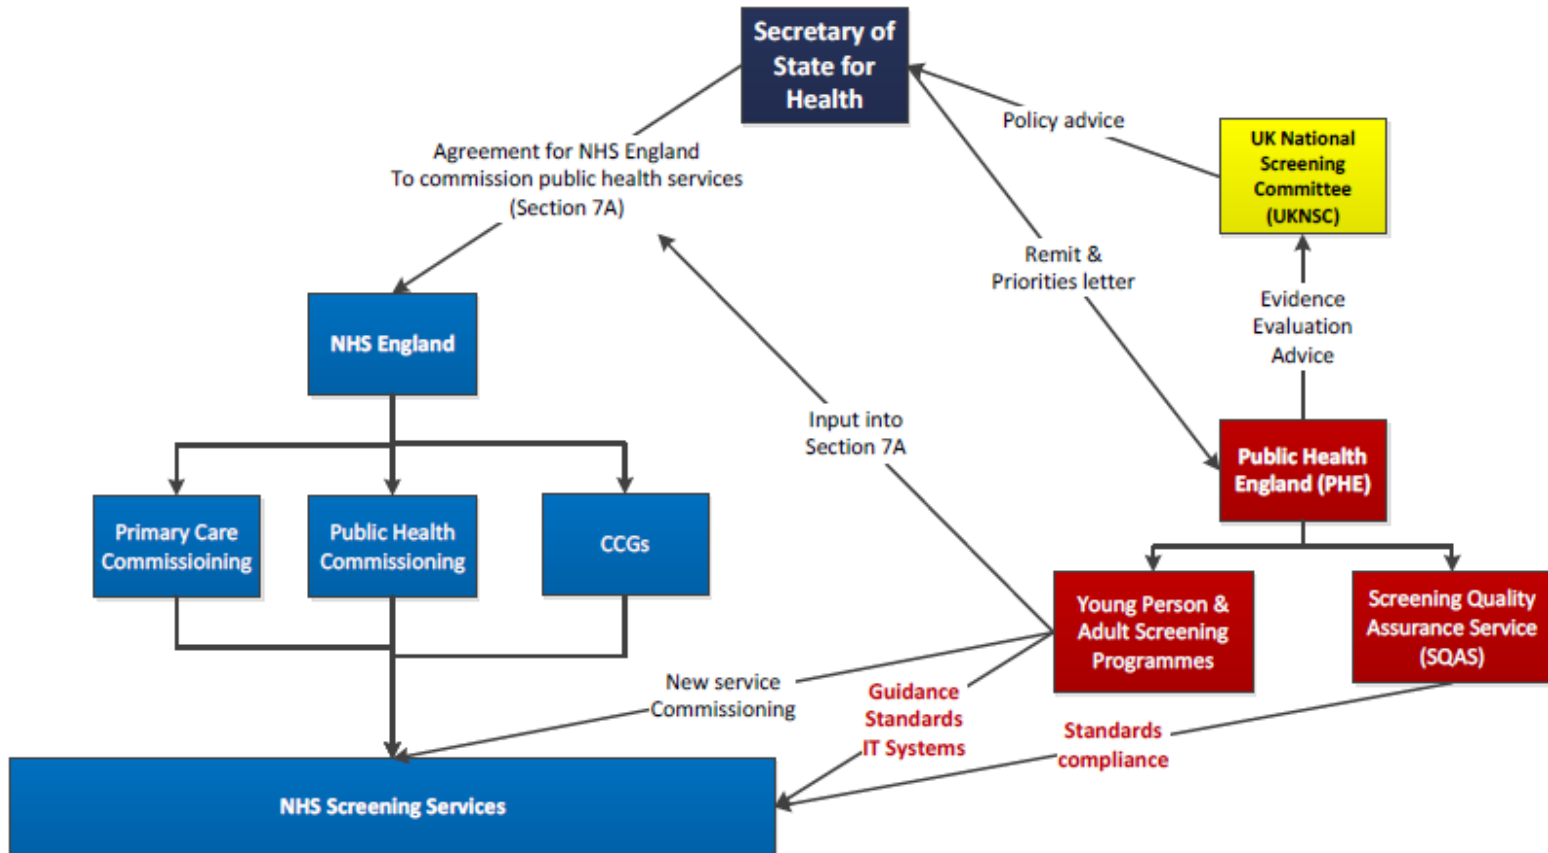 Secretary of
State for
Health
Policy advice
UK National
Screening
Committee
(UKNSC)
Agreement for NHS England
To commission public health services
(Section 7A)
Remit &
Priorities letter
Evidence
Evaluation
Advice
NHS England
Input into
Section 7A
Public Health
England (PHE)
Primary Care
Commissioining
Public Health
Commissioning
CCGs
Young Person &
Adult Screening
Programmes
Screening Quality
Assurance Service
(SQAS)
New service
Commissioning
Guidance
Standards
IT Systems
Standards
compliance
NHS Screening Services